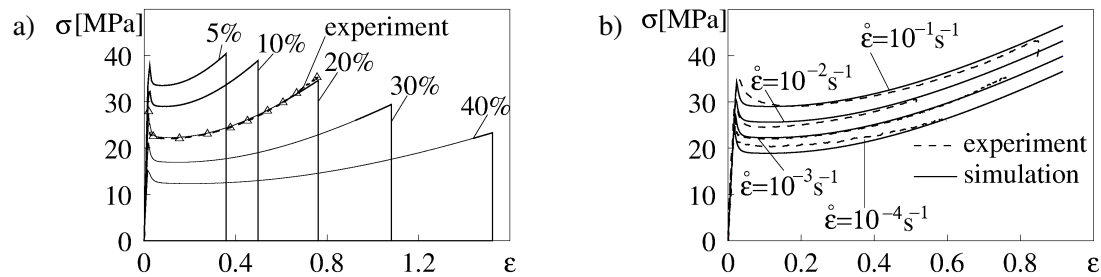 a)
σ[MPa]
40
30
20
10
0
0
0.4
0.8
1.2
ε
5%
10%
experiment
20%
30%
40%
b)
σ[MPa]
40
30
20
10
0
0
0.2
0.4
0.6
0.8
ε
ε̊=10⁻¹s⁻¹
ε̊=10⁻²s⁻¹
ε̊=10⁻³s⁻¹
ε̊=10⁻⁴s⁻¹
experiment
simulation